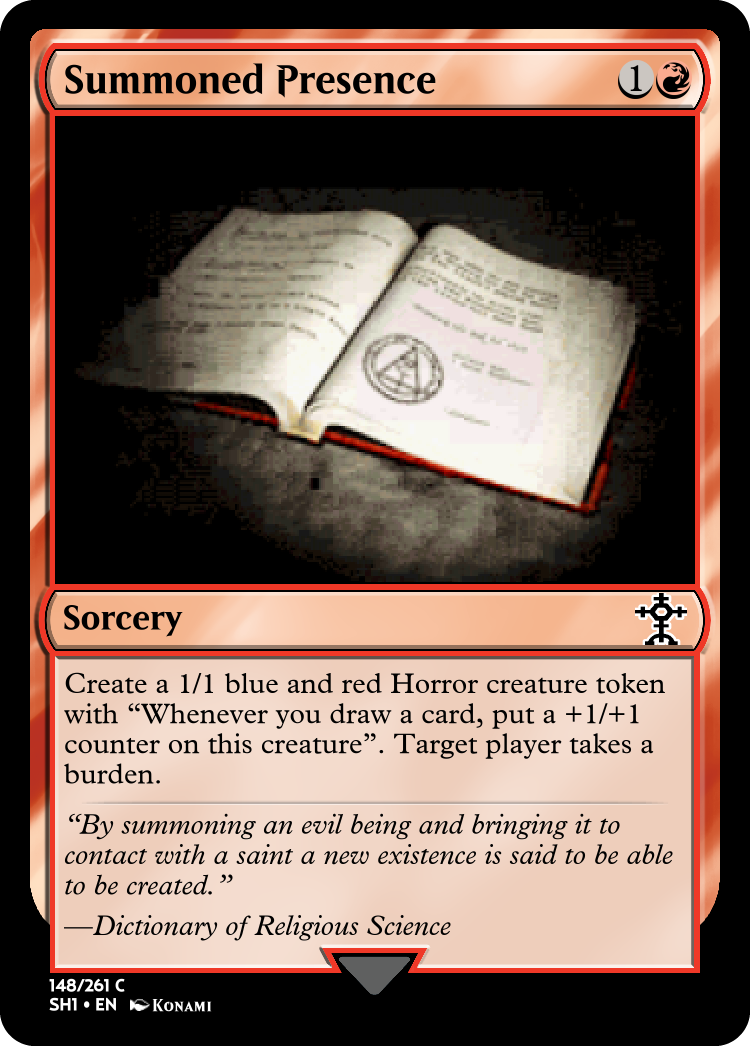 Summoned Presence 1
Sorcery
Create a 1/1 blue and red Horror creature token
with “Whenever you draw a card, put a +1/+1
counter on this creature”. Target player takes a
burden.
“By summoning an evil being and bringing it to
contact with a saint a new existence is said to be able
to be created.”
—Dictionary of Religious Science
148/261 C
SH1 • EN KONAMI